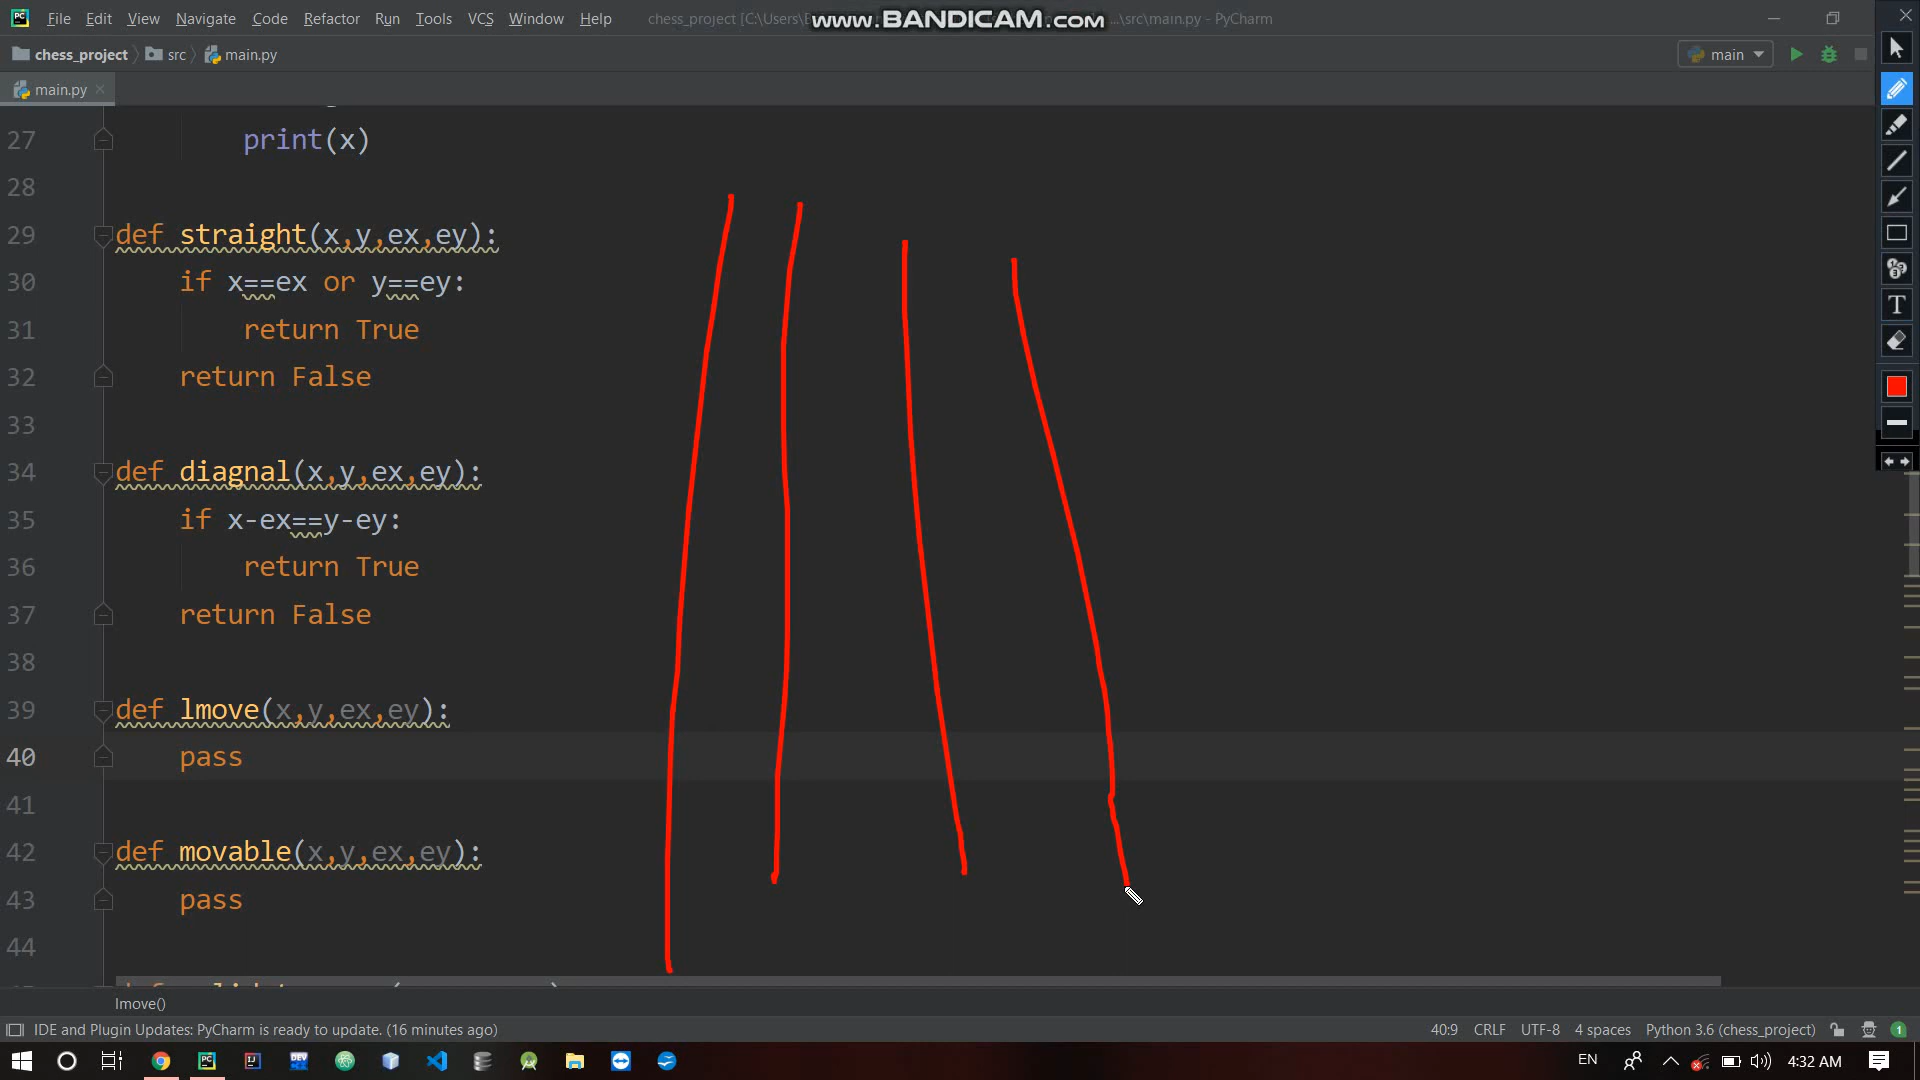 File Edit View Navigate Code Refactor Run Tools VCS Window Help chess_project [C:\Users\ ...\src\main.py - PyCharm
www.BANDICAM.com
chess_project src main.py
main
main.py
27 print(x)
28
29 def straight(x,y,ex,ey):
30 if x==ex or y==ey:
31 return True
32 return False
33
34 def diagnal(x,y,ex,ey):
35 if x-ex==y-ey:
36 return True
37 return False
38
39 def lmove(x,y,ex,ey):
40 pass
41
42 def movable(x,y,ex,ey):
43 pass
44
lmove()
IDE and Plugin Updates: PyCharm is ready to update. (16 minutes ago) 40:9 CRLF UTF-8 4 spaces Python 3.6 (chess_project) 1
EN 4:32 AM